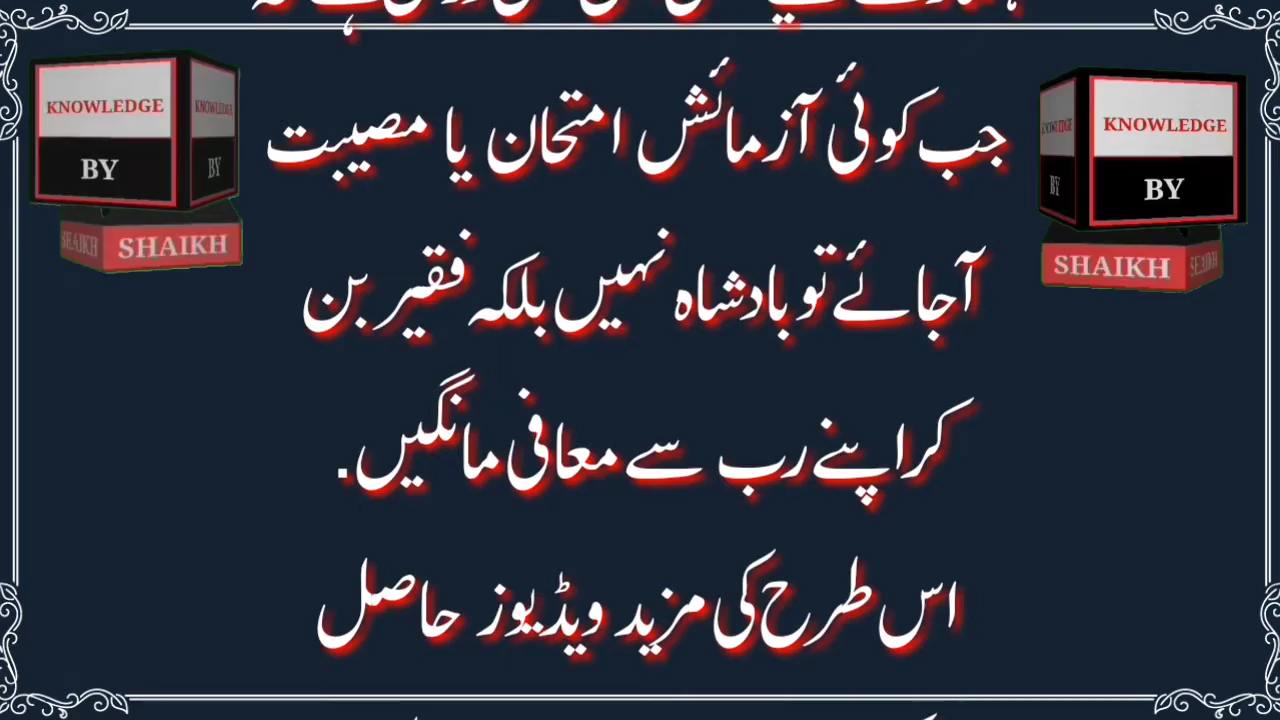 جب کوئی آزمائش امتحان یا مصیبت
آجائے تو بادشاہ نہیں بلکہ فقیر بن
کر اپنے رب سے معافی مانگیں.
اس طرح کی مزید ویڈیوز حاصل
KNOWLEDGE
BY
SHAIKH
KNOWLEDGE
BY
SHAIKH